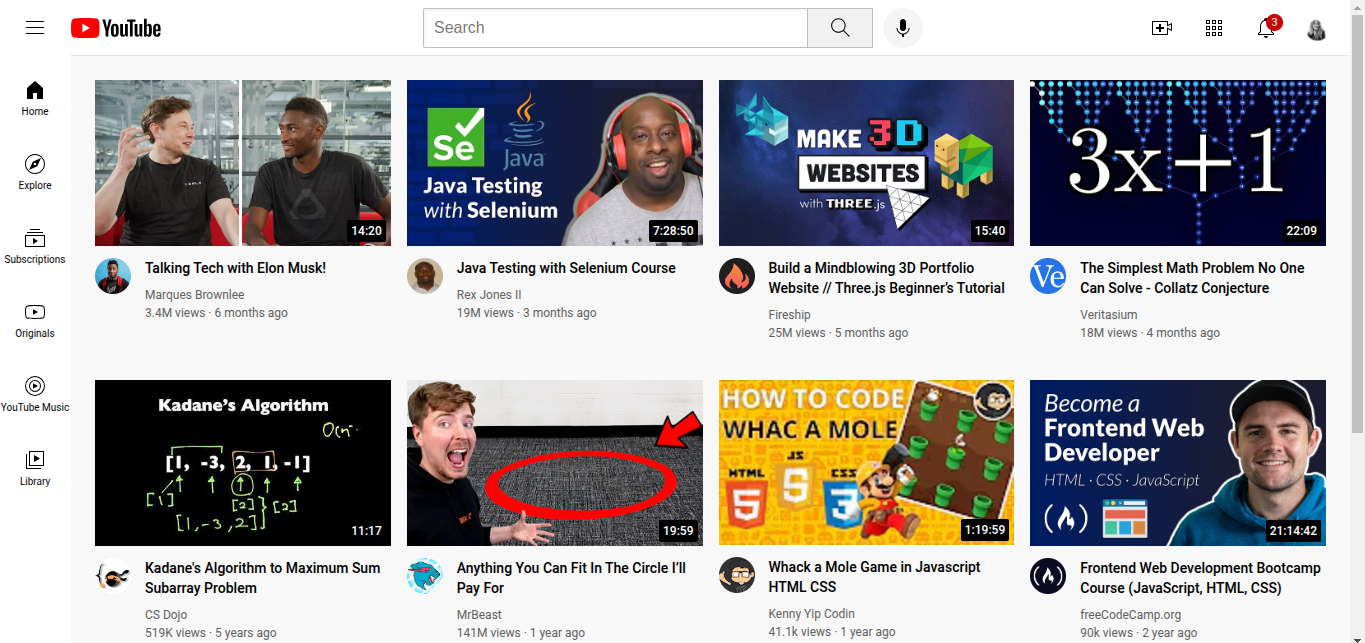 YouTube
Search
3
Home
Explore
Subscriptions
Originals
YouTube Music
Library
14:20
Talking Tech with Elon Musk!
Marques Brownlee
3.4M views · 6 months ago
Se
Java
Java Testing
with Selenium
7:28:50
Java Testing with Selenium Course
Rex Jones II
19M views · 3 months ago
MAKE 3D
WEBSITES
with THREE.js
15:40
Build a Mindblowing 3D Portfolio
Website // Three.js Beginner’s Tutorial
Fireship
25M views · 5 months ago
3x+1
22:09
Ve
The Simplest Math Problem No One
Can Solve - Collatz Conjecture
Veritasium
18M views · 4 months ago
Kadane's Algorithm
[1, -3, 2, 1, -1]
[1]
[2]
[2]
[1, -3, 2]
11:17
Kadane's Algorithm to Maximum Sum
Subarray Problem
CS Dojo
519K views · 5 years ago
19:59
Anything You Can Fit In The Circle I’ll
Pay For
MrBeast
141M views · 1 year ago
HOW TO CODE
WHAC A MOLE
JS
HTML
CSS
5
5
3
1:19:59
Whack a Mole Game in Javascript
HTML CSS
Kenny Yip Codin
41.1k views · 1 year ago
Become a
Frontend Web
Developer
HTML · CSS · JavaScript
21:14:42
Frontend Web Development Bootcamp
Course (JavaScript, HTML, CSS)
freeCodeCamp.org
90k views · 2 year ago